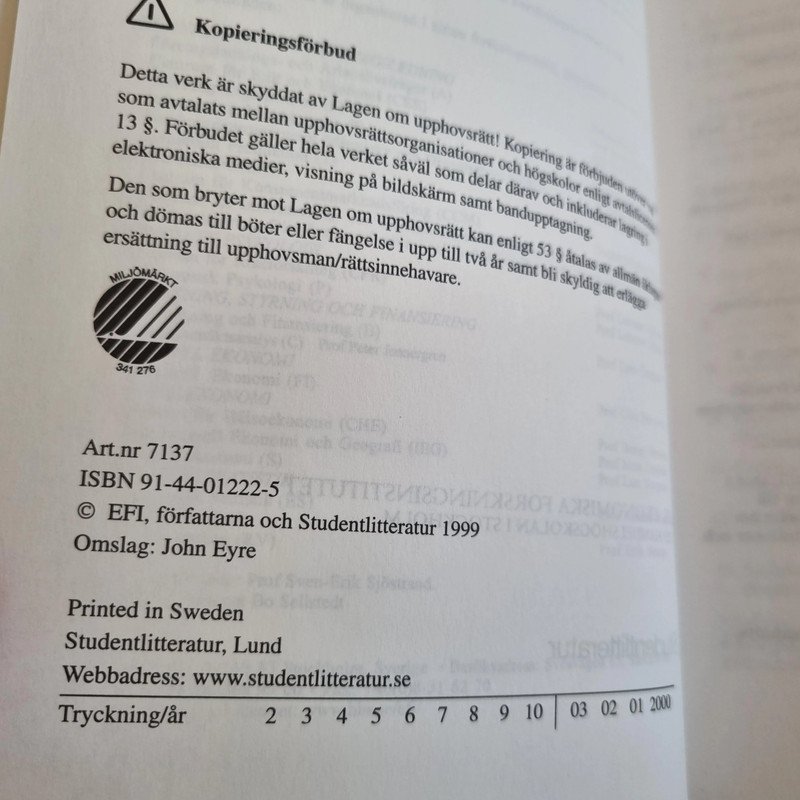 Kopieringsförbud
Detta verk är skyddat av Lagen om upphovsrätt! Kopiering är förbjuden utöver
som avtalats mellan upphovsrättsorganisationer och högskolor enligt avtalslicensen
13 §. Förbudet gäller hela verket såväl som delar därav och inkluderar lagring i
elektroniska medier, visning på bildskärm samt bandupptagning.
Den som bryter mot Lagen om upphovsrätt kan enligt 53 § åtalas av allmän
och dömas till böter eller fängelse i upp till två år samt bli skyldig att erlägga
ersättning till upphovsman/rättsinnehavare.
MILJÖMÄRKT
341 276
Art.nr 7137
ISBN 91-44-01222-5
© EFI, författarna och Studentlitteratur 1999
Omslag: John Eyre
Printed in Sweden
Studentlitteratur, Lund
Webbadress: www.studentlitteratur.se
Tryckning/år 2 3 4 5 6 7 8 9 10 | 03 02 01 2000